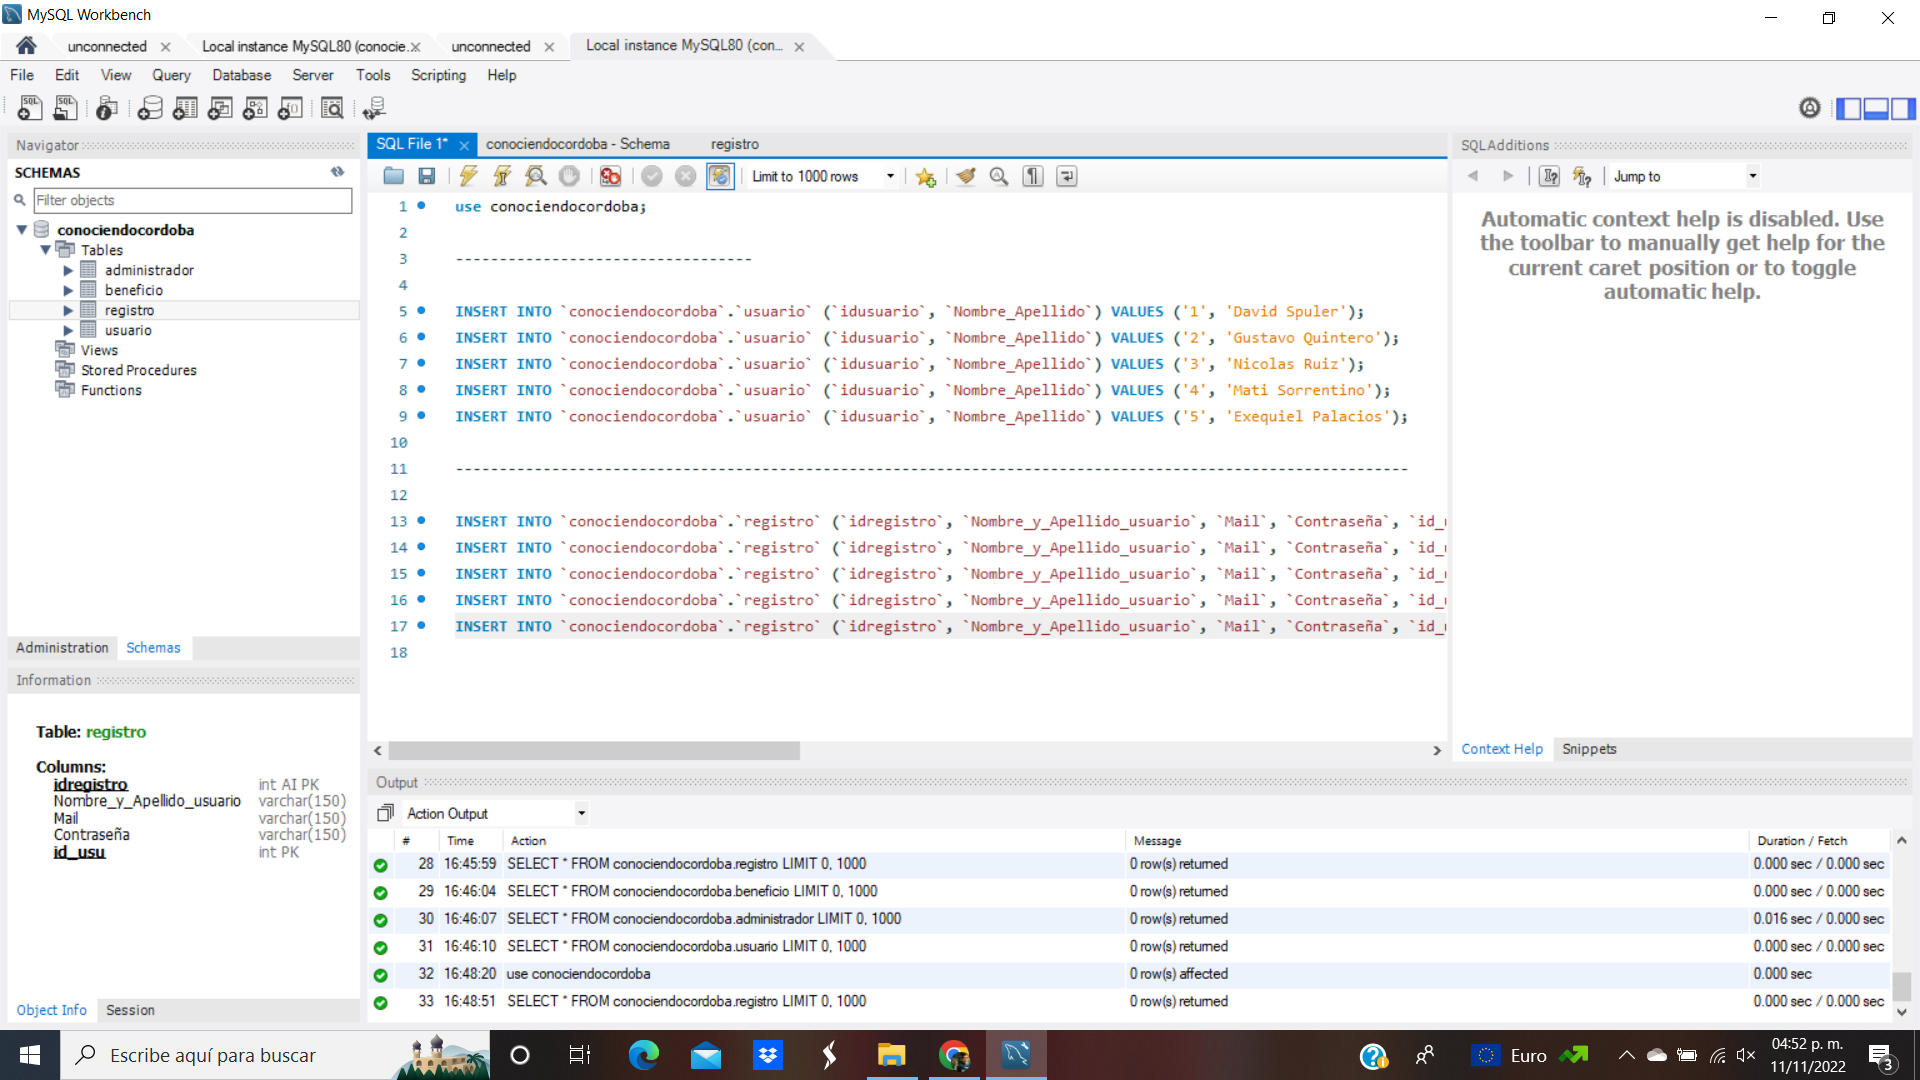 MySQL Workbench
unconnected
Local instance MySQL80 (conocie...
unconnected
Local instance MySQL80 (con...
File Edit View Query Database Server Tools Scripting Help
Navigator
SCHEMAS
Filter objects
conociendocordoba
Tables
administrador
beneficio
registro
usuario
Views
Stored Procedures
Functions
Administration Schemas
Information
Table: registro
Columns:
idregistro int AI PK
Nombre_y_Apellido_usuario varchar(150)
Mail varchar(150)
Contraseña varchar(150)
id_usu int PK
Object Info Session
SQL File 1* conociendocordoba - Schema registro
Limit to 1000 rows
1 use conociendocordoba;
2
3 ----------------------------------
4
5 INSERT INTO `conociendocordoba`.`usuario` (`idusuario`, `Nombre_Apellido`) VALUES ('1', 'David Spuler');
6 INSERT INTO `conociendocordoba`.`usuario` (`idusuario`, `Nombre_Apellido`) VALUES ('2', 'Gustavo Quintero');
7 INSERT INTO `conociendocordoba`.`usuario` (`idusuario`, `Nombre_Apellido`) VALUES ('3', 'Nicolas Ruiz');
8 INSERT INTO `conociendocordoba`.`usuario` (`idusuario`, `Nombre_Apellido`) VALUES ('4', 'Mati Sorrentino');
9 INSERT INTO `conociendocordoba`.`usuario` (`idusuario`, `Nombre_Apellido`) VALUES ('5', 'Exequiel Palacios');
10
11 -------------------------------------------------------------------------------------------------------------
12
13 INSERT INTO `conociendocordoba`.`registro` (`idregistro`, `Nombre_y_Apellido_usuario`, `Mail`, `Contraseña`, `id_
14 INSERT INTO `conociendocordoba`.`registro` (`idregistro`, `Nombre_y_Apellido_usuario`, `Mail`, `Contraseña`, `id_
15 INSERT INTO `conociendocordoba`.`registro` (`idregistro`, `Nombre_y_Apellido_usuario`, `Mail`, `Contraseña`, `id_
16 INSERT INTO `conociendocordoba`.`registro` (`idregistro`, `Nombre_y_Apellido_usuario`, `Mail`, `Contraseña`, `id_
17 INSERT INTO `conociendocordoba`.`registro` (`idregistro`, `Nombre_y_Apellido_usuario`, `Mail`, `Contraseña`, `id_
18
SQLAdditions
Jump to
Automatic context help is disabled. Use
the toolbar to manually get help for the
current caret position or to toggle
automatic help.
Context Help Snippets
Output
Action Output
# Time Action Message Duration / Fetch
28 16:45:59 SELECT * FROM conociendocordoba.registro LIMIT 0, 1000 0 row(s) returned 0.000 sec / 0.000 sec
29 16:46:04 SELECT * FROM conociendocordoba.beneficio LIMIT 0, 1000 0 row(s) returned 0.000 sec / 0.000 sec
30 16:46:07 SELECT * FROM conociendocordoba.administrador LIMIT 0, 1000 0 row(s) returned 0.016 sec / 0.000 sec
31 16:46:10 SELECT * FROM conociendocordoba.usuario LIMIT 0, 1000 0 row(s) returned 0.000 sec / 0.000 sec
32 16:48:20 use conociendocordoba 0 row(s) affected 0.000 sec
33 16:48:51 SELECT * FROM conociendocordoba.registro LIMIT 0, 1000 0 row(s) returned 0.000 sec / 0.000 sec
Escribe aquí para buscar
Euro
04:52 p. m.
11/11/2022
3